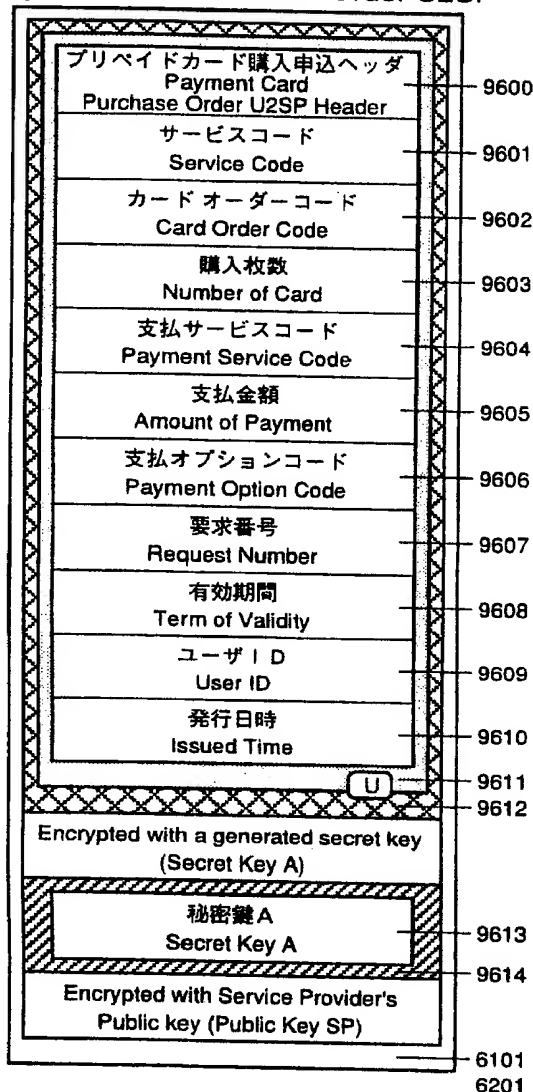 プリペイドカード購入申込ヘッダ
Payment Card
Purchase Order U2SP Header
9600
サービスコード
Service Code
9601
カード オーダーコード
Card Order Code
9602
購入枚数
Number of Card
9603
支払サービスコード
Payment Service Code
9604
支払金額
Amount of Payment
9605
支払オプションコード
Payment Option Code
9606
要求番号
Request Number
9607
有効期間
Term of Validity
9608
ユーザID
User ID
9609
発行日時
Issued Time
9610
U
9611
9612
Encrypted with a generated secret key
(Secret Key A)
秘密鍵A
Secret Key A
9613
9614
Encrypted with Service Provider's
Public key (Public Key SP)
6101
6201